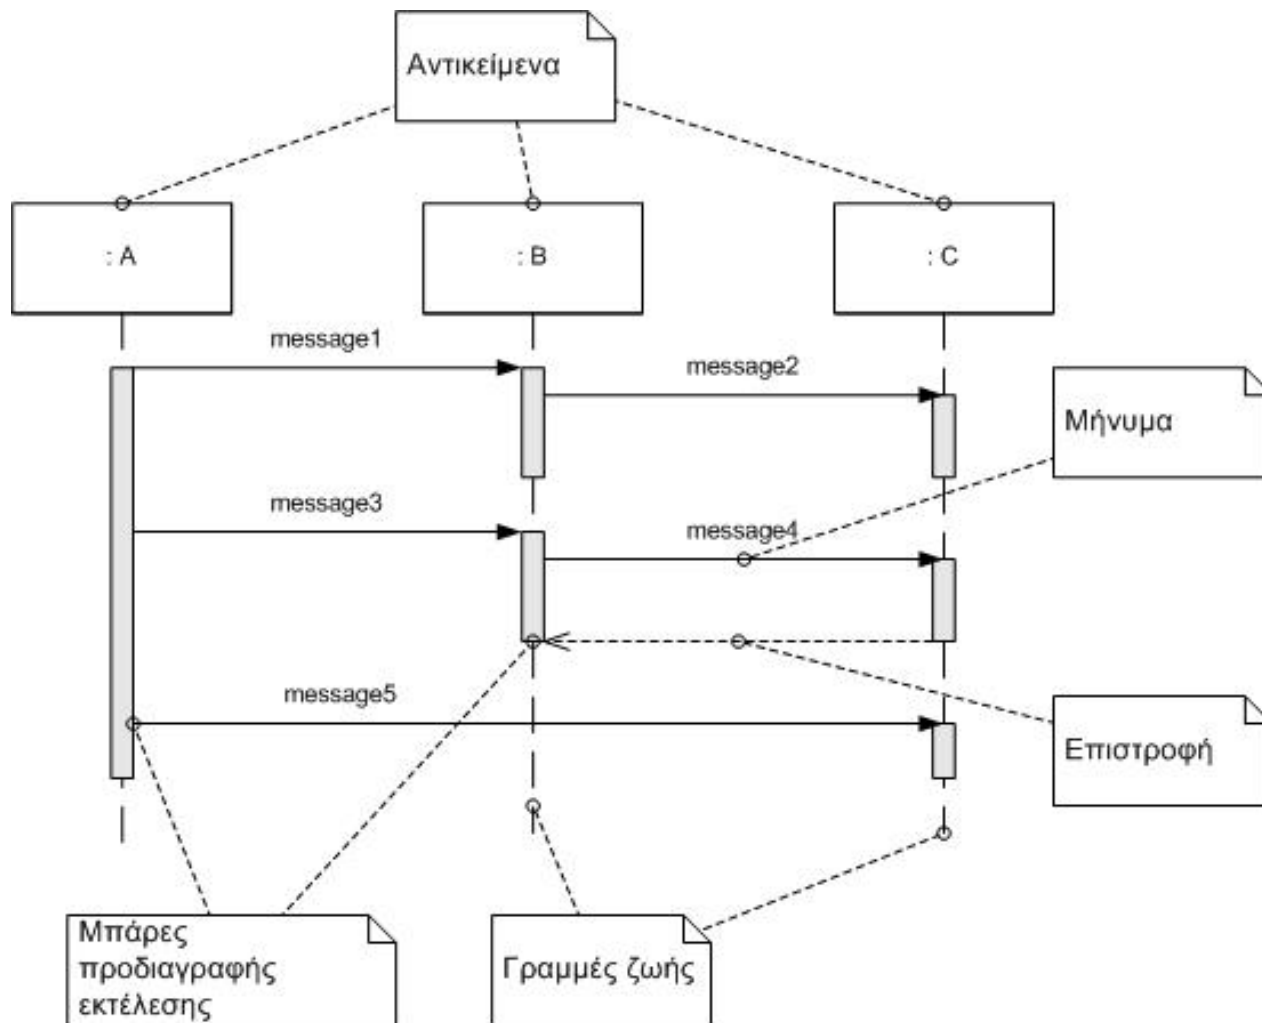 Αντικείμενα
: A
: B
: C
message1
message2
Μήνυμα
message3
message4
message5
Επιστροφή
Μπάρες
προδιαγραφής
εκτέλεσης
Γραμμές ζωής